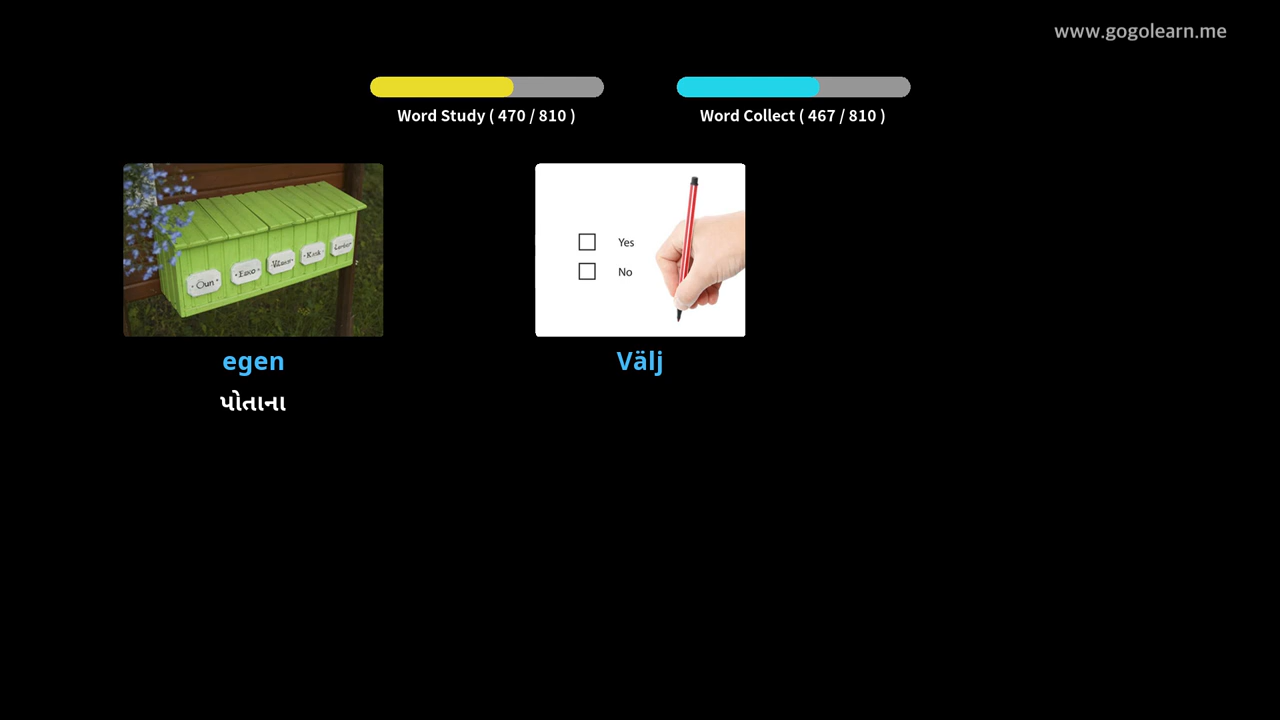 www.gogolearn.me
Word Study ( 470 / 810 )
Word Collect ( 467 / 810 )
Yes
No
egen
Välj
પોતાના